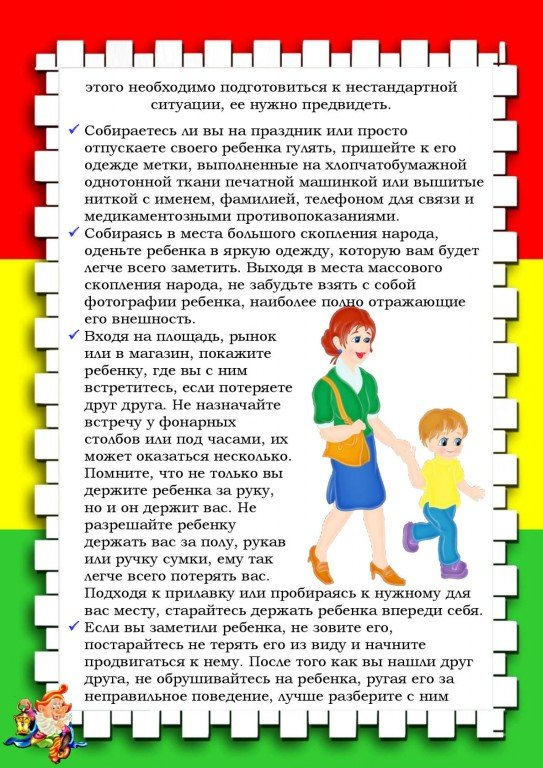 этого необходимо подготовиться к нестандартной
ситуации, ее нужно предвидеть.
✓ Собираетесь ли вы на праздник или просто
отпускаете своего ребенка гулять, пришейте к его
одежде метки, выполненные на хлопчатобумажной
однотонной ткани печатной машинкой или вышитые
ниткой с именем, фамилией, телефоном для связи и
медикаментозными противопоказаниями.
✓ Собираясь в места большого скопления народа,
оденьте ребенка в яркую одежду, которую вам будет
легче всего заметить. Выходя в места массового
скопления народа, не забудьте взять с собой
фотографии ребенка, наиболее полно отражающие
его внешность.
✓ Входя на площадь, рынок
или в магазин, покажите
ребенку, где вы с ним
встретитесь, если потеряете
друг друга. Не назначайте
встречу у фонарных
столбов или под часами, их
может оказаться несколько.
Помните, что не только вы
держите ребенка за руку,
но и он держит вас. Не
разрешайте ребенку
держать вас за полу, рукав
или ручку сумки, ему так
легче всего потерять вас.
Подходя к прилавку или пробираясь к нужному для
вас месту, старайтесь держать ребенка впереди себя.
✓ Если вы заметили ребенка, не зовите его,
постарайтесь не терять его из виду и начните
продвигаться к нему. После того как вы нашли друг
друга, не обрушивайтесь на ребенка, ругая его за
неправильное поведение, лучше разберите с ним